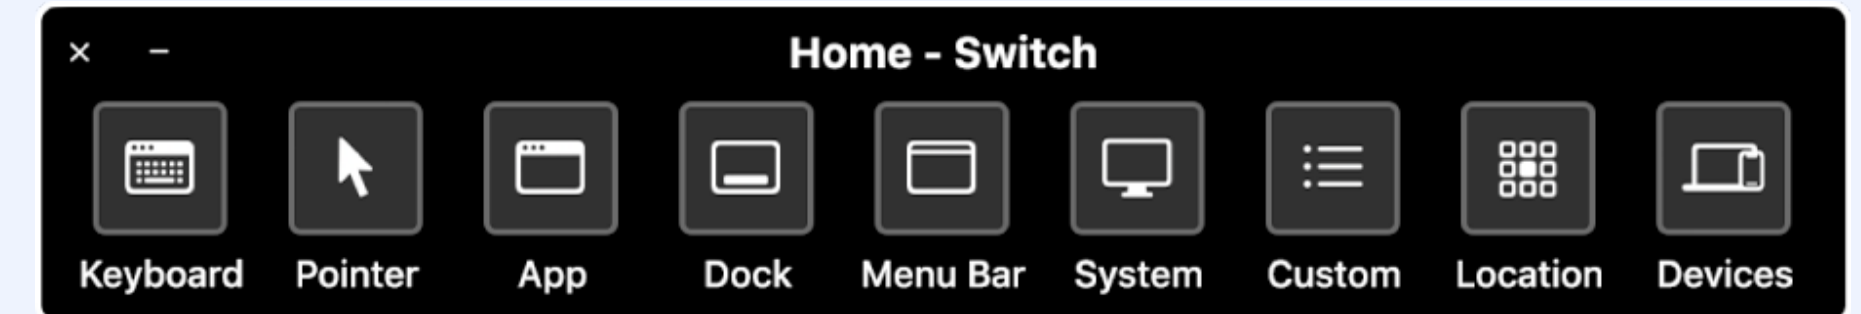 Home - Switch
Keyboard Pointer App Dock Menu Bar System Custom Location Devices